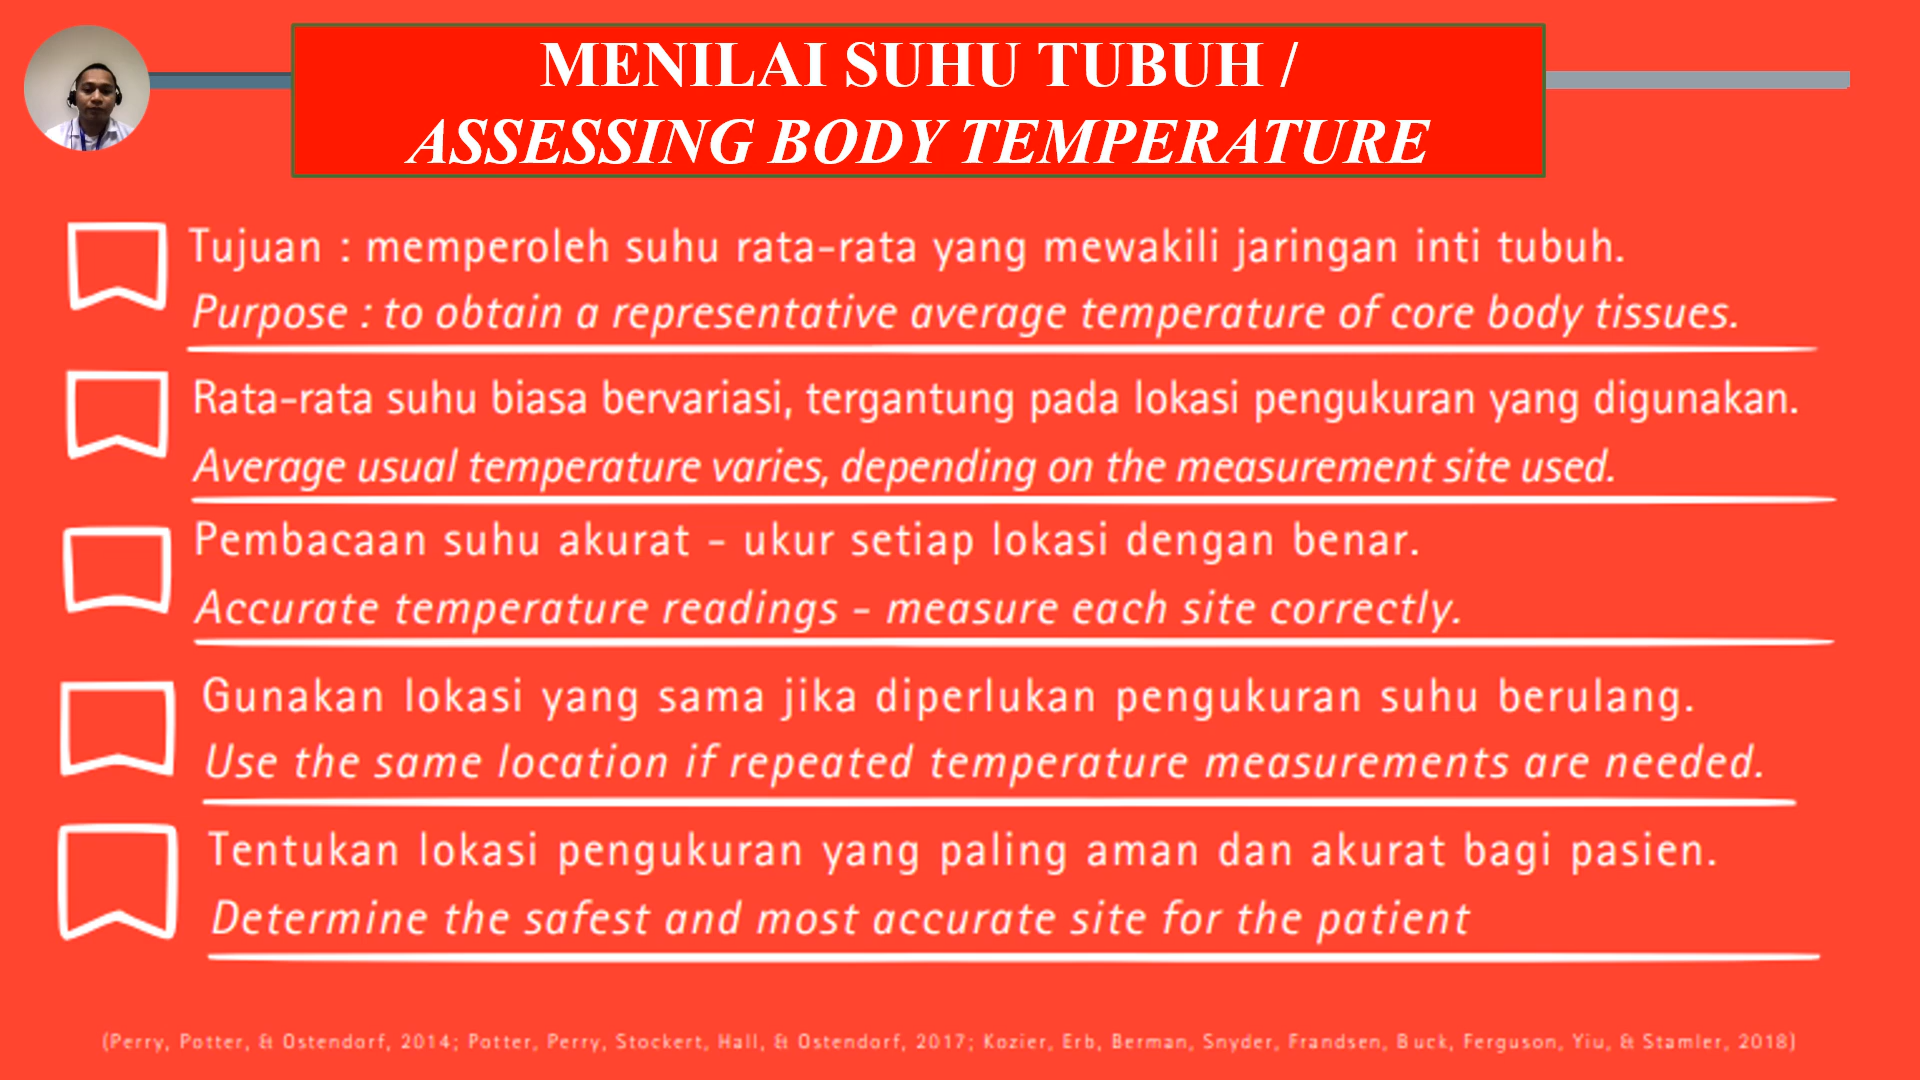 MENILAI SUHU TUBUH /
ASSESSING BODY TEMPERATURE
Tujuan : memperoleh suhu rata-rata yang mewakili jaringan inti tubuh.
Purpose : to obtain a representative average temperature of core body tissues.
Rata-rata suhu biasa bervariasi, tergantung pada lokasi pengukuran yang digunakan.
Average usual temperature varies, depending on the measurement site used.
Pembacaan suhu akurat - ukur setiap lokasi dengan benar.
Accurate temperature readings - measure each site correctly.
Gunakan lokasi yang sama jika diperlukan pengukuran suhu berulang.
Use the same location if repeated temperature measurements are needed.
Tentukan lokasi pengukuran yang paling aman dan akurat bagi pasien.
Determine the safest and most accurate site for the patient
(Perry, Potter, & Ostendorf, 2014; Potter, Perry, Stockert, Hall, & Ostendorf, 2017; Kozier, Erb, Berman, Snyder, Frandsen, Buck, Ferguson, Yiu, & Stamler, 2018)